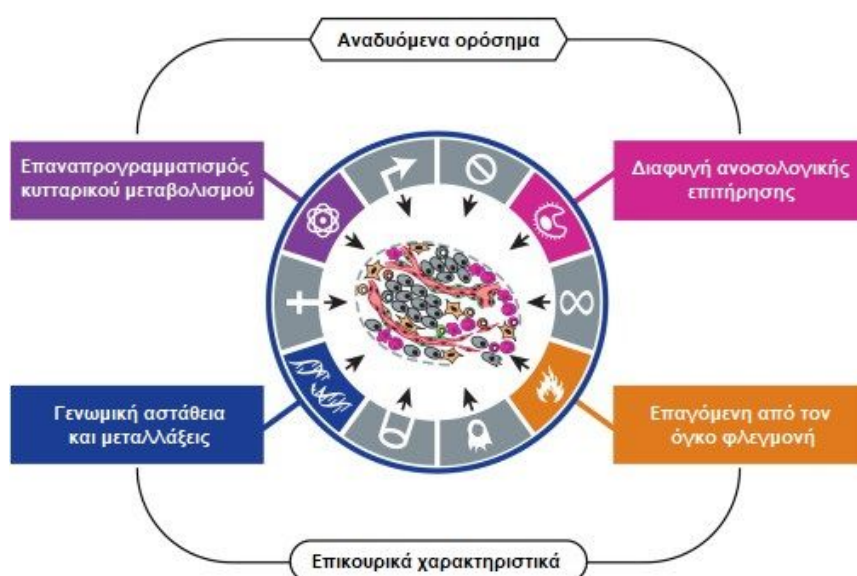 Αναδυόμενα ορόσημα
Επαναπρογραμματισμός
κυτταρικού μεταβολισμού
Διαφυγή ανοσολογικής
επιτήρησης
Γενωμική αστάθεια
και μεταλλάξεις
Επαγόμενη από τον
όγκο φλεγμονή
Επικουρικά χαρακτηριστικά